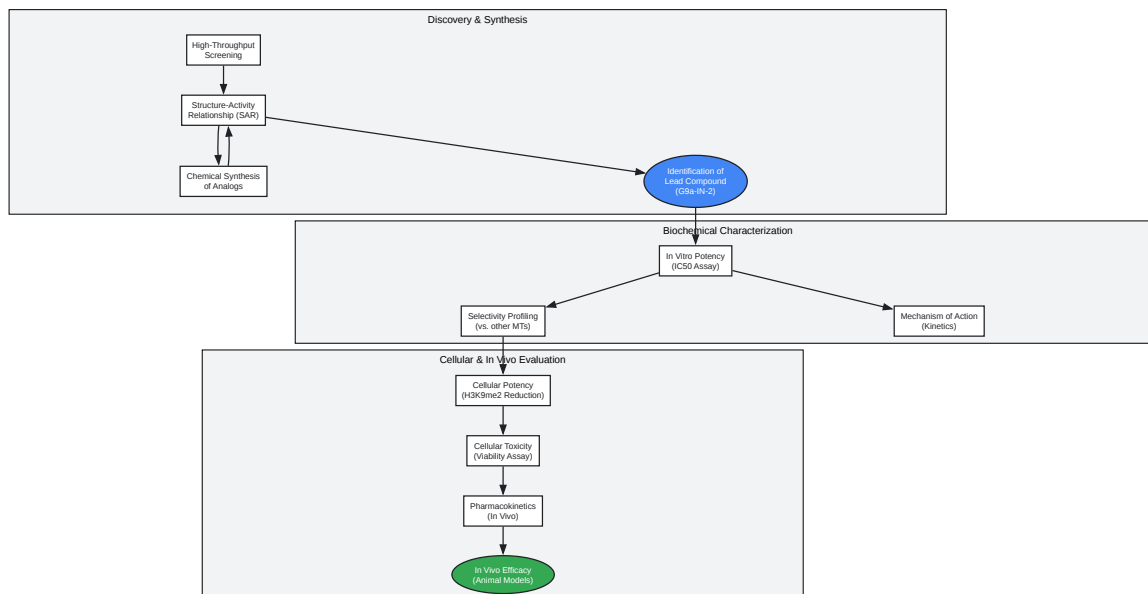 Discovery & Synthesis
High-Throughput
Screening
Structure-Activity
Relationship (SAR)
Chemical Synthesis
of Analogs
Identification of
Lead Compound
(G9a-IN-2)
Biochemical Characterization
In Vitro Potency
(IC50 Assay)
Selectivity Profiling
(vs. other MTs)
Mechanism of Action
(Kinetics)
Cellular & In Vivo Evaluation
Cellular Potency
(H3K9me2 Reduction)
Cellular Toxicity
(Viability Assay)
Pharmacokinetics
(In Vivo)
In Vivo Efficacy
(Animal Models)